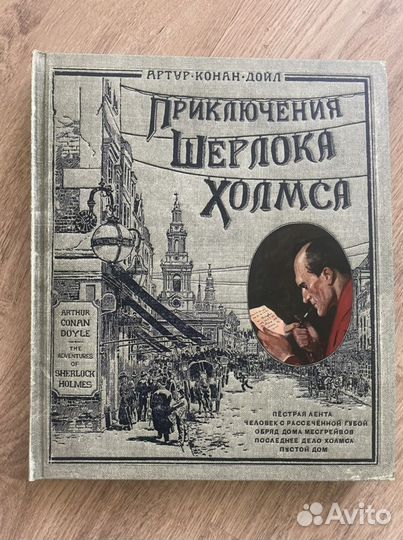 АРТУР·КОНАН·ДОЙЛ
ПРИКЛЮЧЕНИЯ
ШЕРЛОКА
ХОЛМСА
ARTHUR
CONAN
DOYLE
THE
ADVENTURES
OF
SHERLOCK
HOLMES
ПЁСТРАЯ ЛЕНТА
ЧЕЛОВЕК С РАССЕЧЁННОЙ ГУБОЙ
ОБРЯД ДОМА МЕСГРЕЙВОВ
ПОСЛЕДНЕЕ ДЕЛО ХОЛМСА
ПУСТОЙ ДОМ
Avito